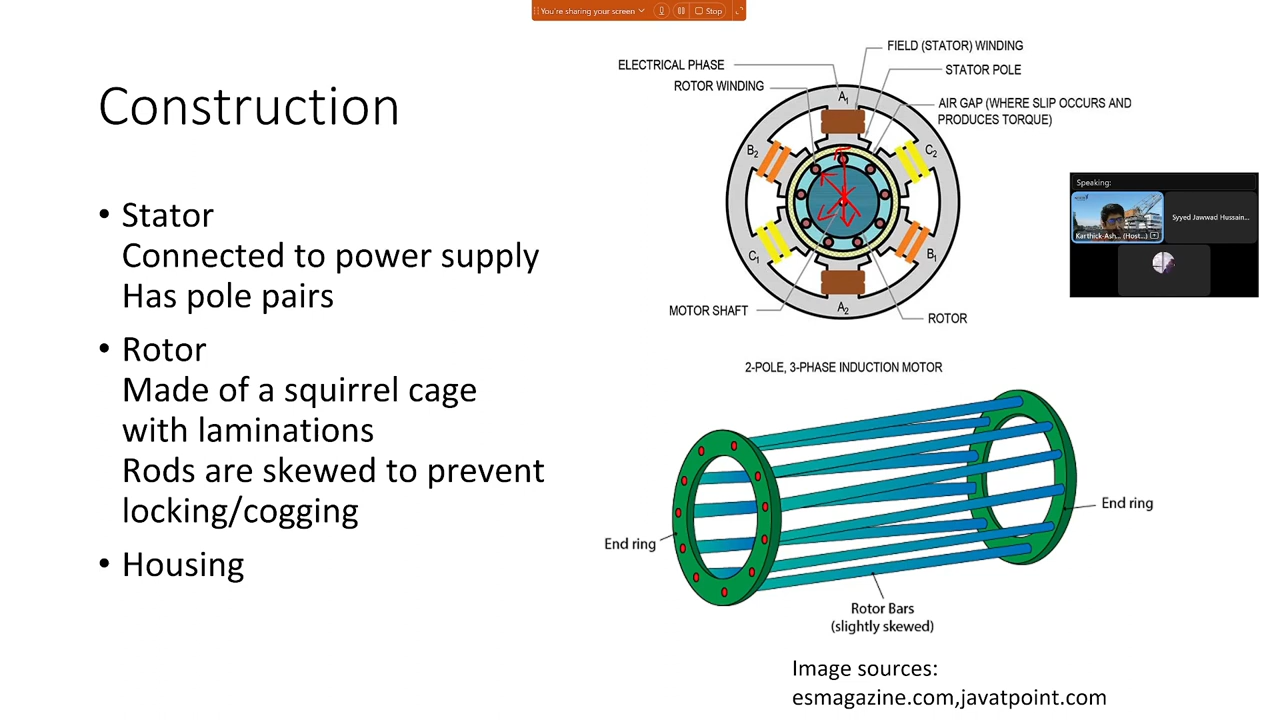 You're sharing your screen
Stop
Construction
• Stator
Connected to power supply
Has pole pairs
• Rotor
Made of a squirrel cage
with laminations
Rods are skewed to prevent
locking/cogging
• Housing
FIELD (STATOR) WINDING
ELECTRICAL PHASE
STATOR POLE
ROTOR WINDING
AIR GAP (WHERE SLIP OCCURS AND
PRODUCES TORQUE)
A1
B2
C2
C1
B1
A2
MOTOR SHAFT
ROTOR
2-POLE, 3-PHASE INDUCTION MOTOR
End ring
End ring
Rotor Bars
(slightly skewed)
Image sources:
esmagazine.com,javatpoint.com
Speaking:
Karthick-Ash... (Host...)
Syyed Jawwad Hussain...